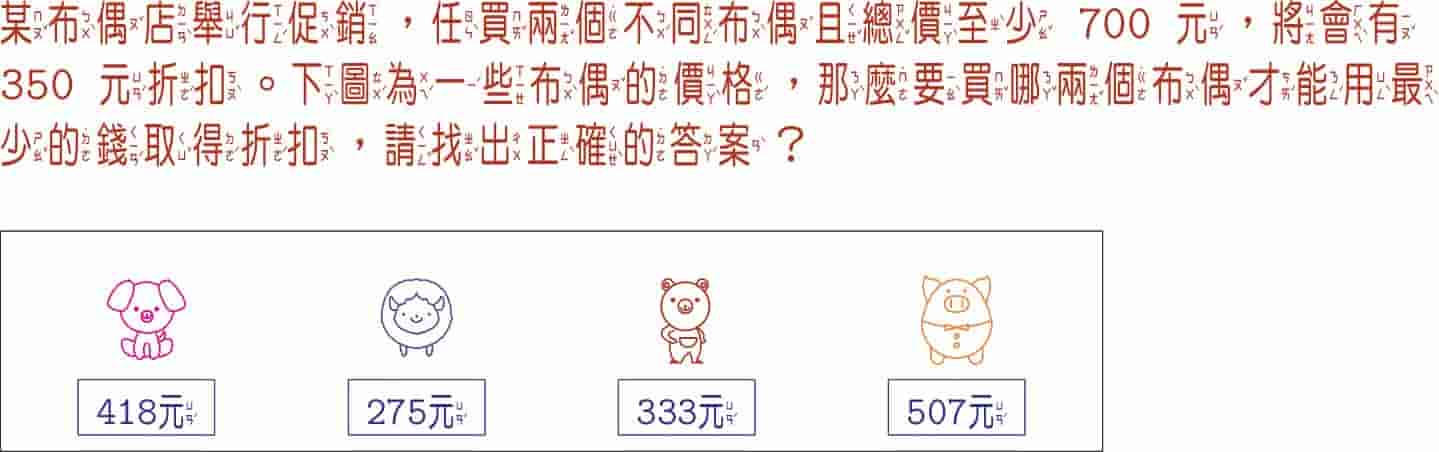 某布偶店舉行促銷，任買兩個不同布偶且總價至少 700 元，將會有
350 元折扣。下圖為一些布偶的價格，那麼要買哪兩個布偶才能用最
少的錢取得折扣，請找出正確的答案？
418元 275元 333元 507元